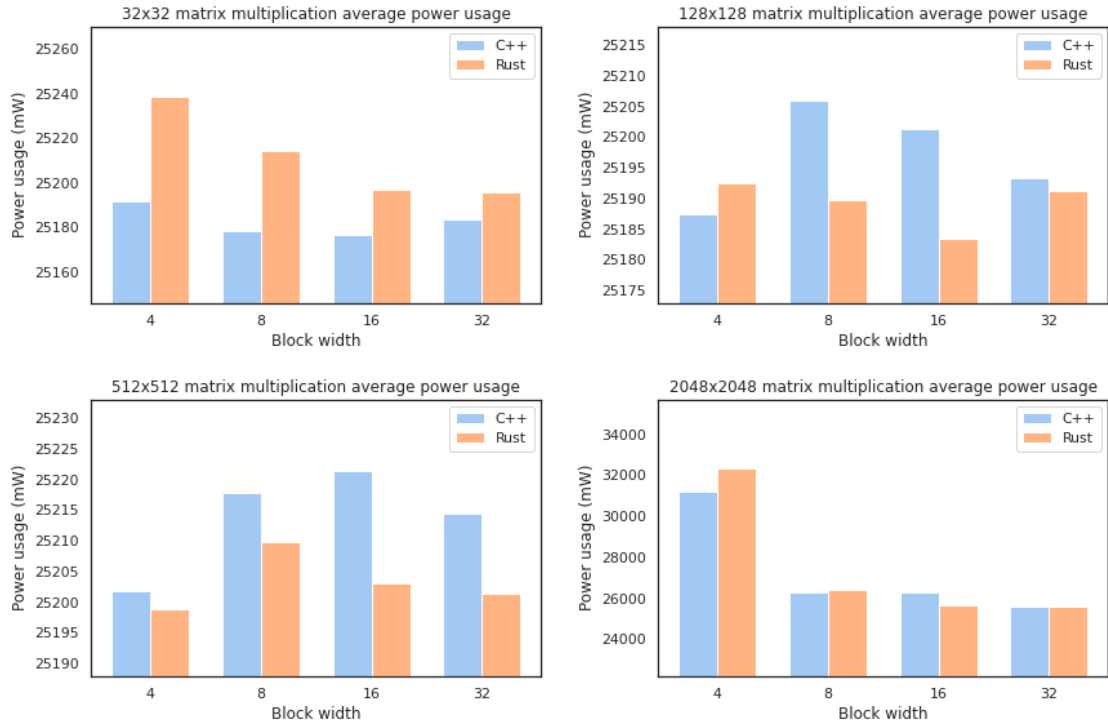 32x32 matrix multiplication average power usage
25260
25240
25220
25200
25180
25160
Power usage (mW)
C++
Rust
4 8 16 32
Block width
128x128 matrix multiplication average power usage
25215
25210
25205
25200
25195
25190
25185
25180
25175
Power usage (mW)
C++
Rust
4 8 16 32
Block width
512x512 matrix multiplication average power usage
25230
25225
25220
25215
25210
25205
25200
25195
25190
Power usage (mW)
C++
Rust
4 8 16 32
Block width
2048x2048 matrix multiplication average power usage
34000
32000
30000
28000
26000
24000
Power usage (mW)
C++
Rust
4 8 16 32
Block width